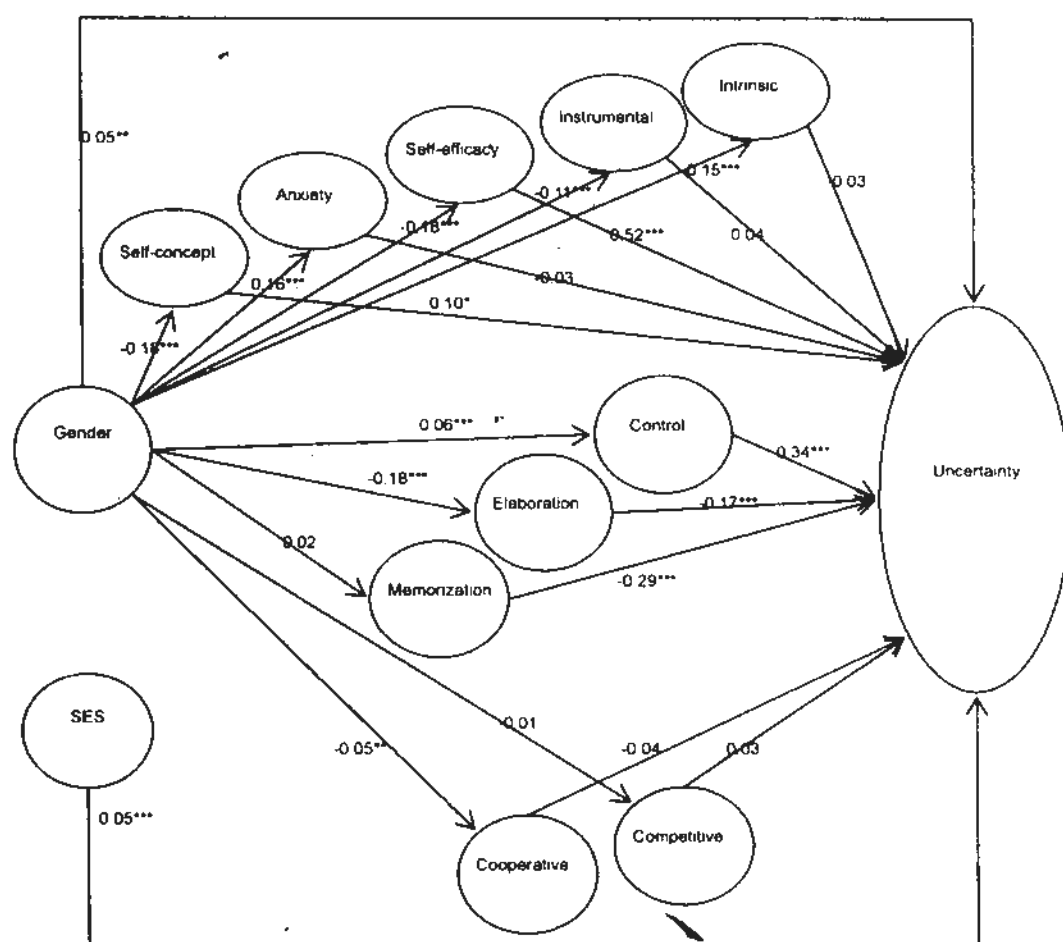 Intrinsic
Instrumental
0 05**
Self-efficacy
-0.15***
-0 11***
-0 03
Anxiety
-0.18***
0.52***
0 04
Self-concept
0 16***
-0.03
0 10*
-0 18***
Gender
0 06***
Control
0 34***
Uncertainty
-0.18***
Elaboration
-0.17***
0.02
Memorization
-0 29***
SES
-0 01
-0 05**
-0 04
0 03
0 05***
Competitive
Cooperative